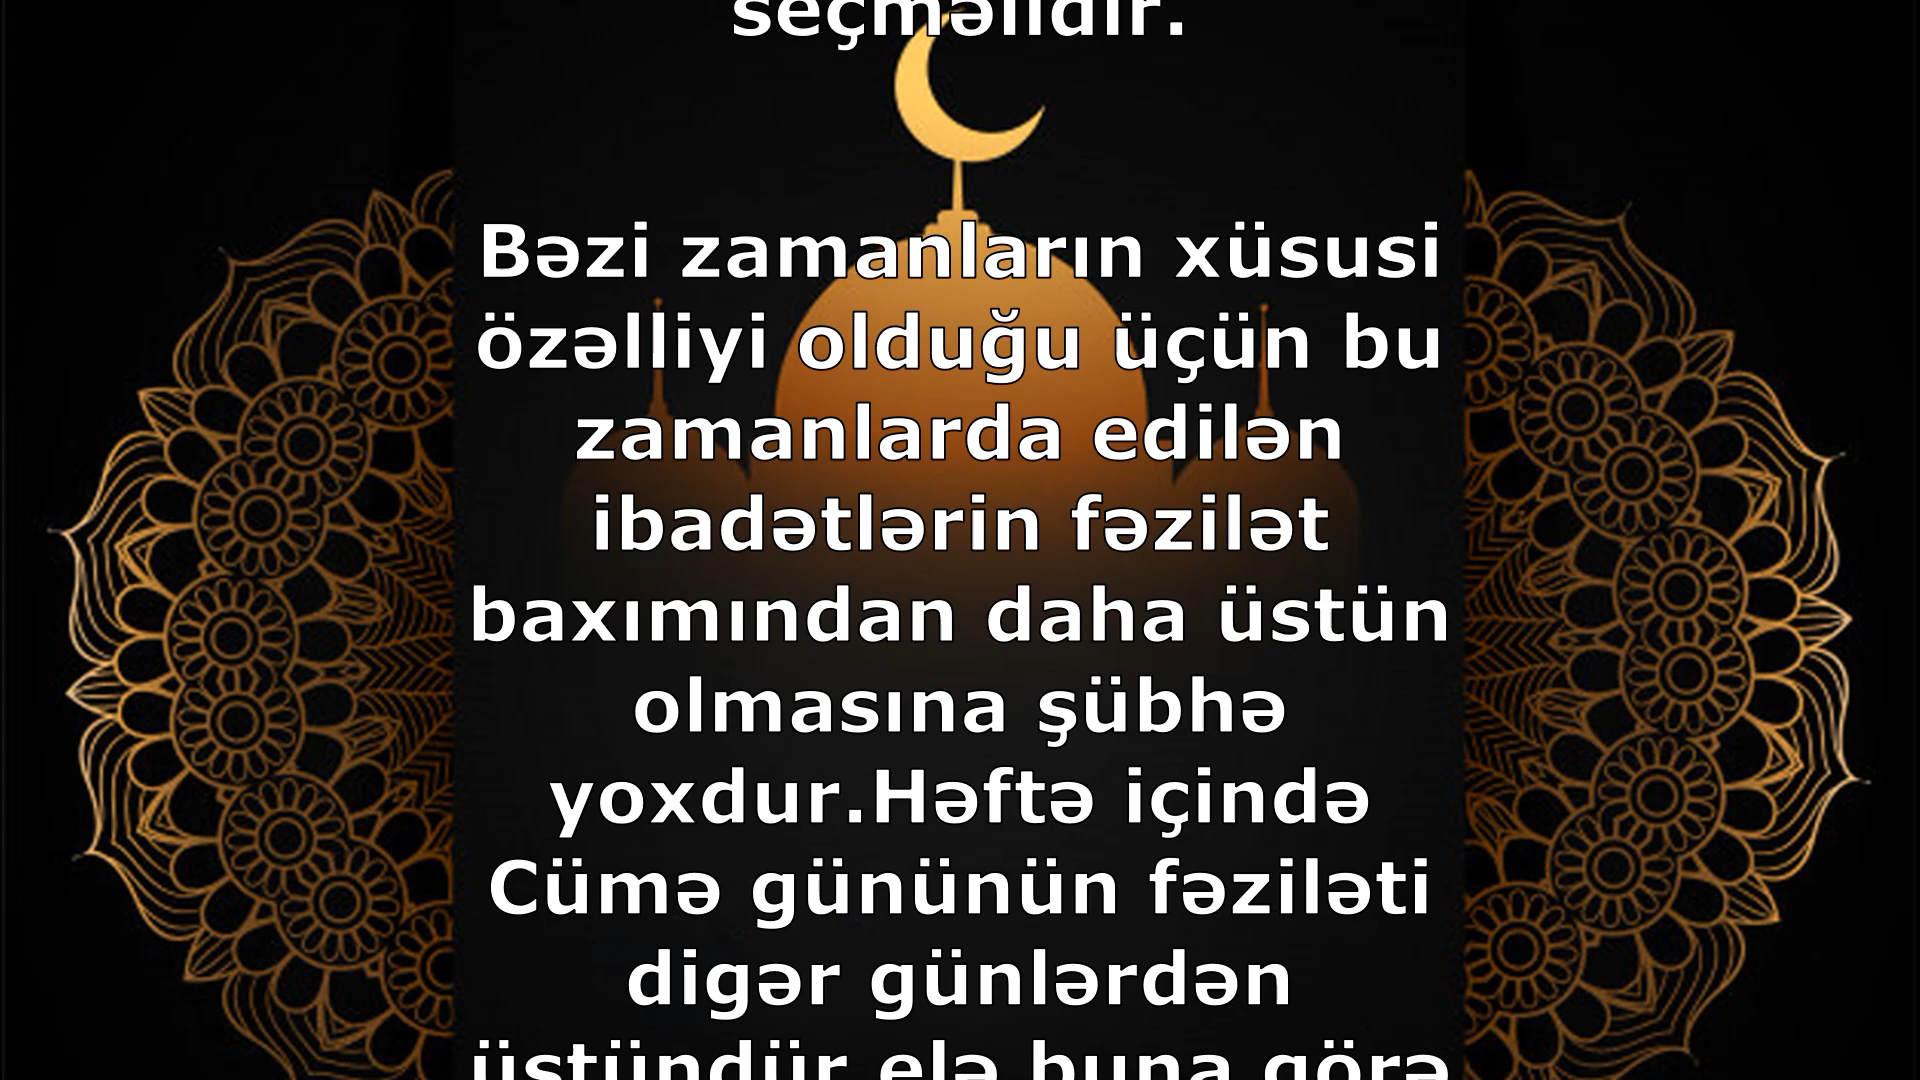 seçməlidir.
Bəzi zamanların xüsusi
özəlliyi olduğu üçün bu
zamanlarda edilən
ibadətlərin fəzilət
baxımından daha üstün
olmasına şübhə
yoxdur.Həftə içində
Cümə gününün fəziləti
digər günlərdən
üstündür elə buna görə